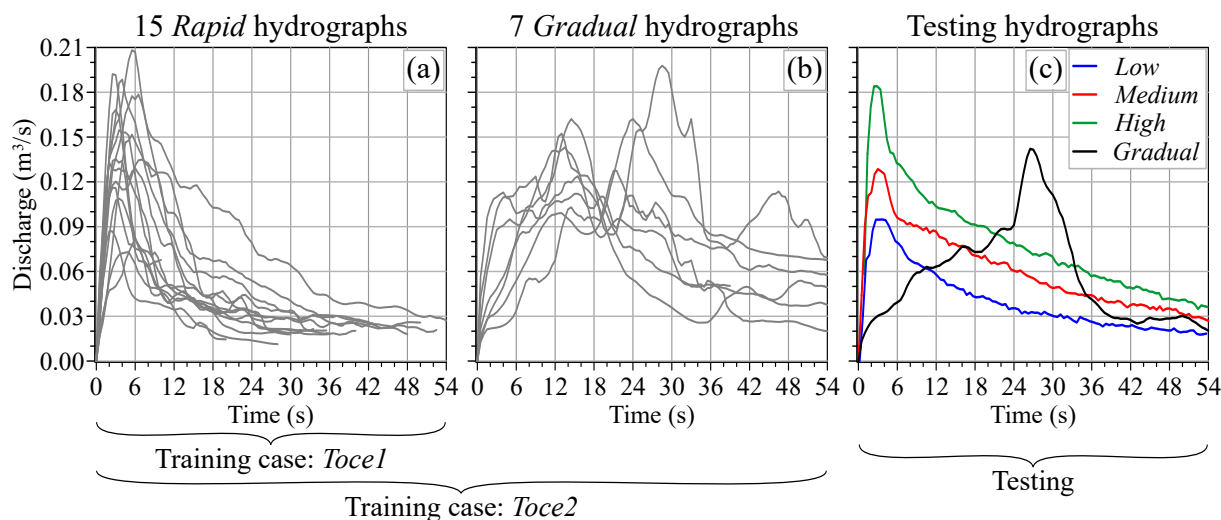 15 Rapid hydrographs
7 Gradual hydrographs
Testing hydrographs
(a)
(b)
(c)
Low
Medium
High
Gradual
Discharge (m³/s)
0.21
0.18
0.15
0.12
0.09
0.06
0.03
0.00
0 6 12 18 24 30 36 42 48 54
0 6 12 18 24 30 36 42 48 54
0 6 12 18 24 30 36 42 48 54
Time (s)
Time (s)
Time (s)
Training case: Toce1
Testing
Training case: Toce2